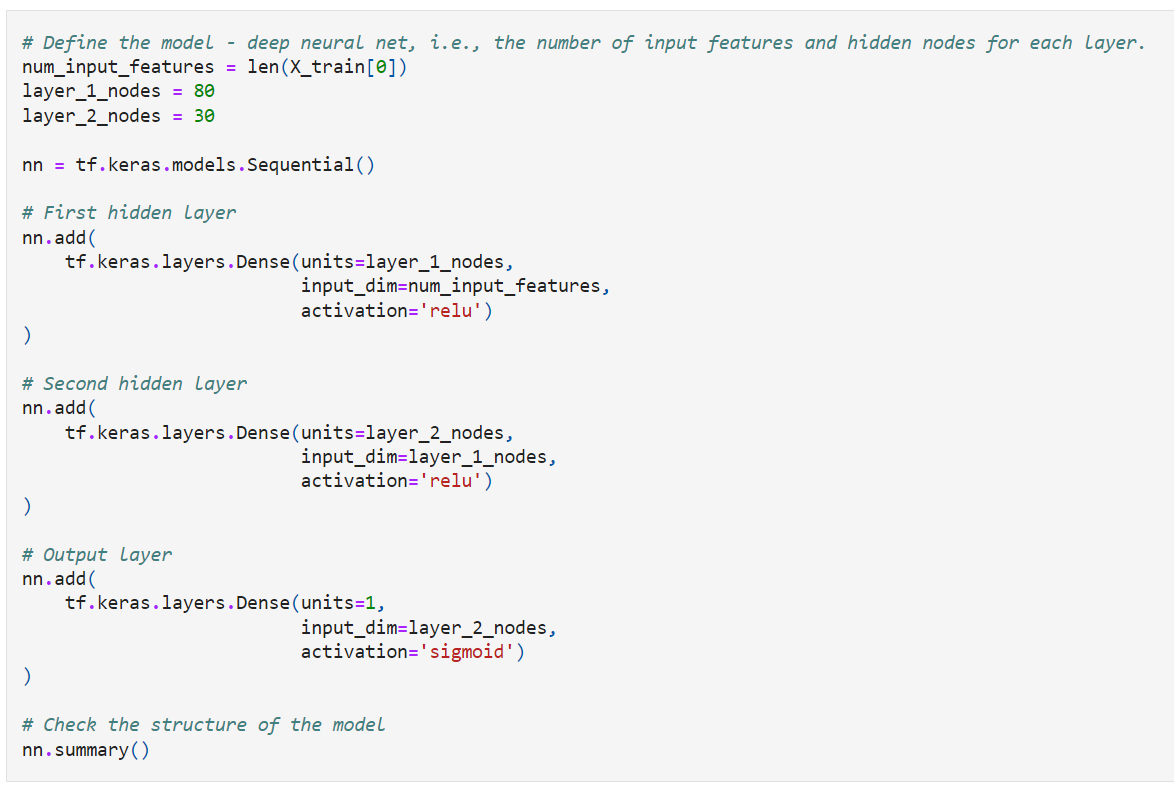 # Define the model - deep neural net, i.e., the number of input features and hidden nodes for each layer.
num_input_features = len(X_train[0])
layer_1_nodes = 80
layer_2_nodes = 30

nn = tf.keras.models.Sequential()

# First hidden layer
nn.add(
    tf.keras.layers.Dense(units=layer_1_nodes,
                          input_dim=num_input_features,
                          activation='relu')
)

# Second hidden layer
nn.add(
    tf.keras.layers.Dense(units=layer_2_nodes,
                          input_dim=layer_1_nodes,
                          activation='relu')
)

# Output layer
nn.add(
    tf.keras.layers.Dense(units=1,
                          input_dim=layer_2_nodes,
                          activation='sigmoid')
)

# Check the structure of the model
nn.summary()